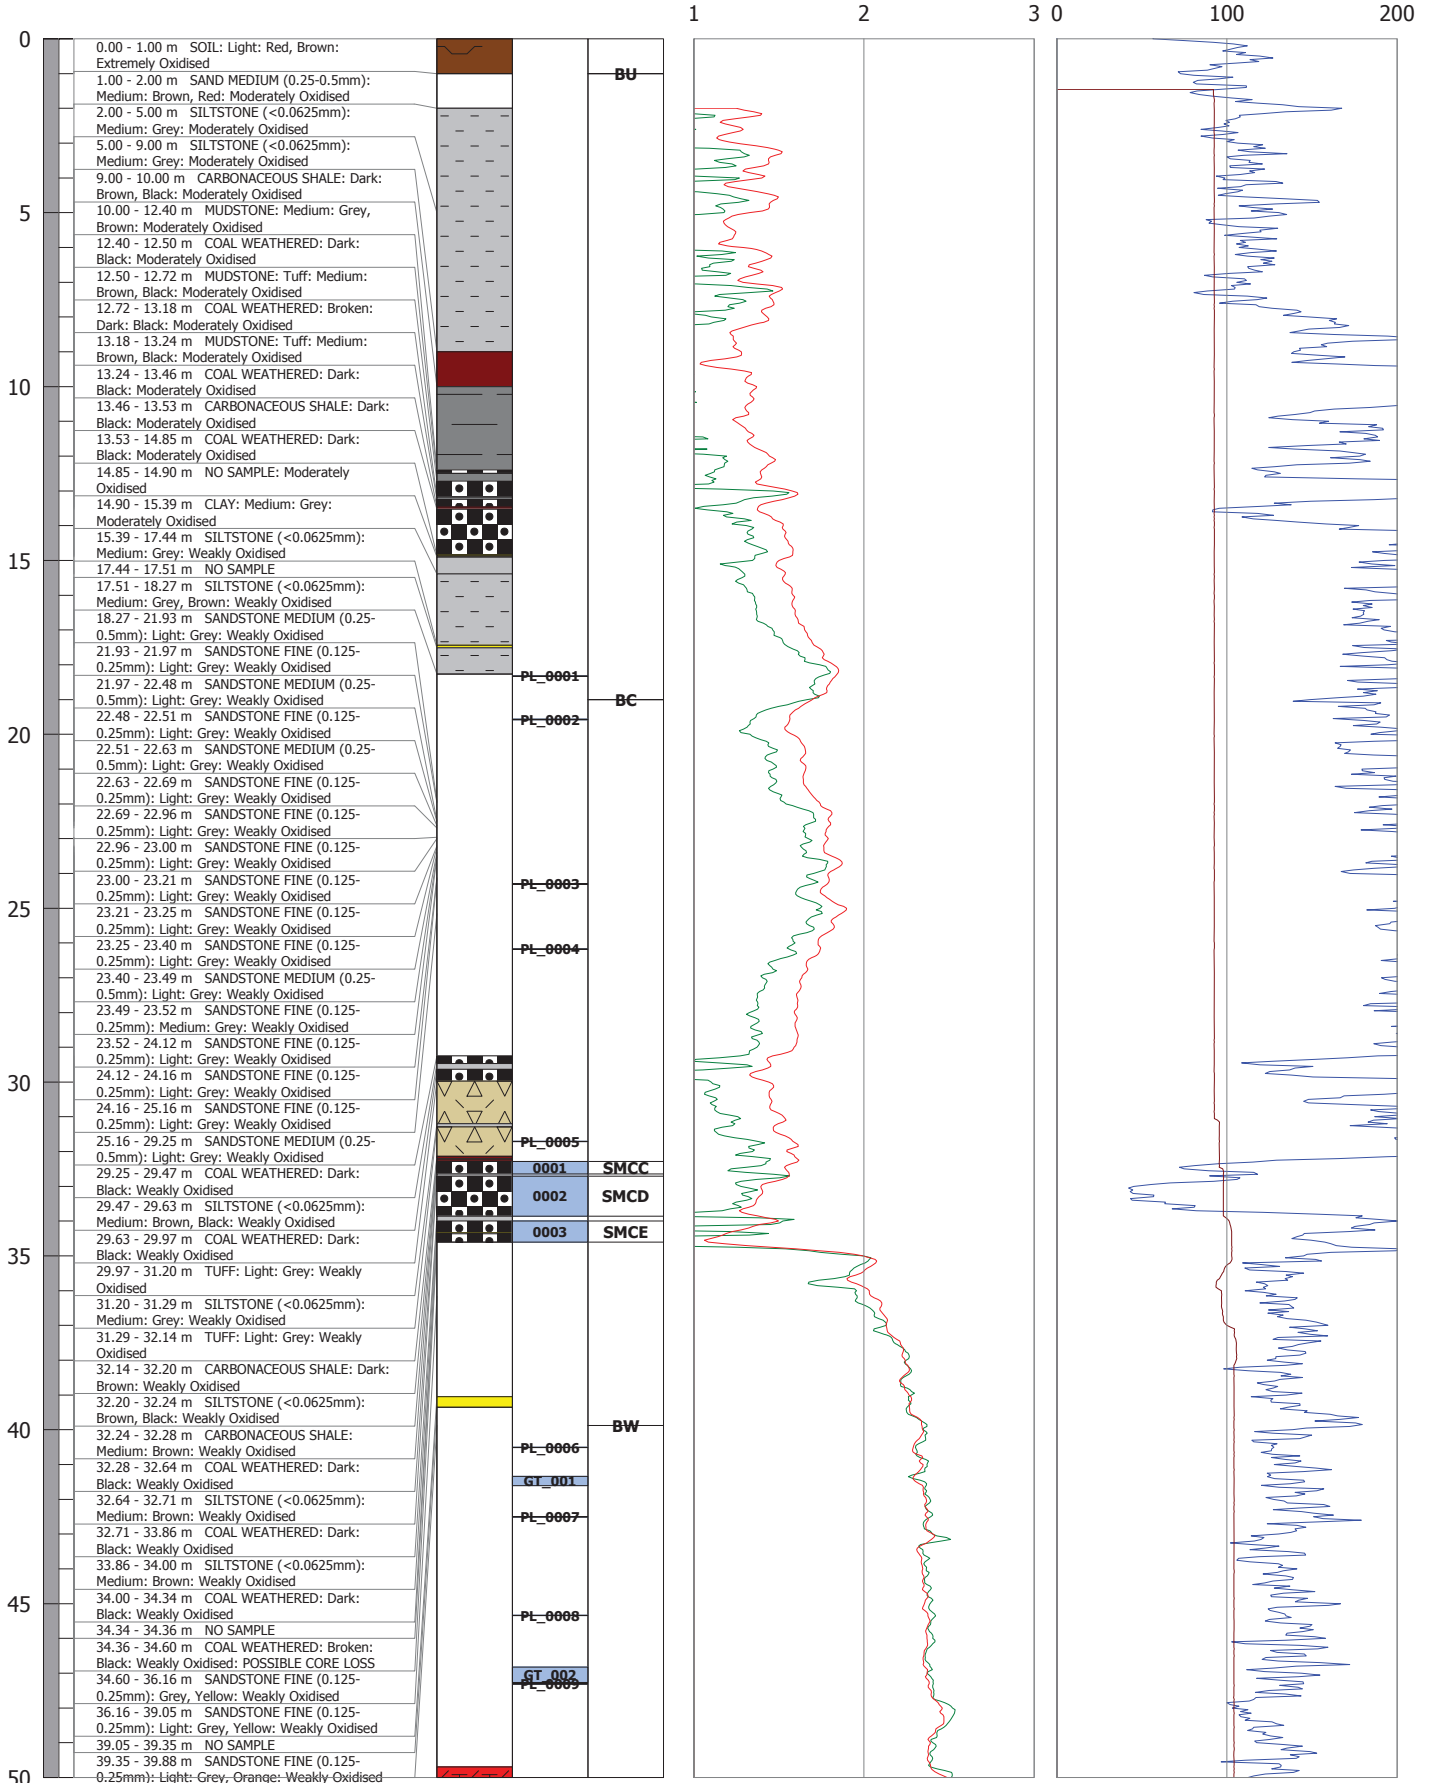 1 2 3 0 100 200
0
0.00 - 1.00 m SOIL: Light: Red, Brown:
Extremely Oxidised
1.00 - 2.00 m SAND MEDIUM (0.25-0.5mm):
Medium: Brown, Red: Moderately Oxidised
BU
2.00 - 5.00 m SILTSTONE (<0.0625mm):
Medium: Grey: Moderately Oxidised
5.00 - 9.00 m SILTSTONE (<0.0625mm):
Medium: Grey: Moderately Oxidised
9.00 - 10.00 m CARBONACEOUS SHALE: Dark:
Brown, Black: Moderately Oxidised
5
10.00 - 12.40 m MUDSTONE: Medium: Grey,
Brown: Moderately Oxidised
12.40 - 12.50 m COAL WEATHERED: Dark:
Black: Moderately Oxidised
12.50 - 12.72 m MUDSTONE: Tuff: Medium:
Brown, Black: Moderately Oxidised
12.72 - 13.18 m COAL WEATHERED: Broken:
Dark: Black: Moderately Oxidised
13.18 - 13.24 m MUDSTONE: Tuff: Medium:
Brown, Black: Moderately Oxidised
13.24 - 13.46 m COAL WEATHERED: Dark:
Black: Moderately Oxidised
10
13.46 - 13.53 m CARBONACEOUS SHALE: Dark:
Black: Moderately Oxidised
13.53 - 14.85 m COAL WEATHERED: Dark:
Black: Moderately Oxidised
14.85 - 14.90 m NO SAMPLE: Moderately
Oxidised
14.90 - 15.39 m CLAY: Medium: Grey:
Moderately Oxidised
15.39 - 17.44 m SILTSTONE (<0.0625mm):
Medium: Grey: Weakly Oxidised
15
17.44 - 17.51 m NO SAMPLE
17.51 - 18.27 m SILTSTONE (<0.0625mm):
Medium: Grey, Brown: Weakly Oxidised
18.27 - 21.93 m SANDSTONE MEDIUM (0.25-
0.5mm): Light: Grey: Weakly Oxidised
21.93 - 21.97 m SANDSTONE FINE (0.125-
0.25mm): Light: Grey: Weakly Oxidised
PL_0001
21.97 - 22.48 m SANDSTONE MEDIUM (0.25-
0.5mm): Light: Grey: Weakly Oxidised
BC
22.48 - 22.51 m SANDSTONE FINE (0.125-
0.25mm): Light: Grey: Weakly Oxidised
PL_0002
20
22.51 - 22.63 m SANDSTONE MEDIUM (0.25-
0.5mm): Light: Grey: Weakly Oxidised
22.63 - 22.69 m SANDSTONE FINE (0.125-
0.25mm): Light: Grey: Weakly Oxidised
22.69 - 22.96 m SANDSTONE FINE (0.125-
0.25mm): Light: Grey: Weakly Oxidised
22.96 - 23.00 m SANDSTONE FINE (0.125-
0.25mm): Light: Grey: Weakly Oxidised
23.00 - 23.21 m SANDSTONE FINE (0.125-
0.25mm): Light: Grey: Weakly Oxidised
PL_0003
25
23.21 - 23.25 m SANDSTONE FINE (0.125-
0.25mm): Light: Grey: Weakly Oxidised
23.25 - 23.40 m SANDSTONE FINE (0.125-
0.25mm): Light: Grey: Weakly Oxidised
PL_0004
23.40 - 23.49 m SANDSTONE MEDIUM (0.25-
0.5mm): Light: Grey: Weakly Oxidised
23.49 - 23.52 m SANDSTONE FINE (0.125-
0.25mm): Medium: Grey: Weakly Oxidised
23.52 - 24.12 m SANDSTONE FINE (0.125-
0.25mm): Light: Grey: Weakly Oxidised
24.12 - 24.16 m SANDSTONE FINE (0.125-
0.25mm): Light: Grey: Weakly Oxidised
30
24.16 - 25.16 m SANDSTONE FINE (0.125-
0.25mm): Light: Grey: Weakly Oxidised
25.16 - 29.25 m SANDSTONE MEDIUM (0.25-
0.5mm): Light: Grey: Weakly Oxidised
PL_0005
29.25 - 29.47 m COAL WEATHERED: Dark:
Black: Weakly Oxidised
0001 SMCC
29.47 - 29.63 m SILTSTONE (<0.0625mm):
Medium: Brown, Black: Weakly Oxidised
0002 SMCD
29.63 - 29.97 m COAL WEATHERED: Dark:
Black: Weakly Oxidised
0003 SMCE
35
29.97 - 31.20 m TUFF: Light: Grey: Weakly
Oxidised
31.20 - 31.29 m SILTSTONE (<0.0625mm):
Medium: Grey: Weakly Oxidised
31.29 - 32.14 m TUFF: Light: Grey: Weakly
Oxidised
32.14 - 32.20 m CARBONACEOUS SHALE: Dark:
Brown: Weakly Oxidised
32.20 - 32.24 m SILTSTONE (<0.0625mm):
Brown, Black: Weakly Oxidised
BW
40
32.24 - 32.28 m CARBONACEOUS SHALE:
Medium: Brown: Weakly Oxidised
PL_0006
32.28 - 32.64 m COAL WEATHERED: Dark:
Black: Weakly Oxidised
GT_001
32.64 - 32.71 m SILTSTONE (<0.0625mm):
Medium: Brown: Weakly Oxidised
PL_0007
32.71 - 33.86 m COAL WEATHERED: Dark:
Black: Weakly Oxidised
33.86 - 34.00 m SILTSTONE (<0.0625mm):
Medium: Brown: Weakly Oxidised
34.00 - 34.34 m COAL WEATHERED: Dark:
Black: Weakly Oxidised
45
PL_0008
34.34 - 34.36 m NO SAMPLE
34.36 - 34.60 m COAL WEATHERED: Broken:
Black: Weakly Oxidised: POSSIBLE CORE LOSS
GT_002
34.60 - 36.16 m SANDSTONE FINE (0.125-
0.25mm): Grey, Yellow: Weakly Oxidised
PL_0009
36.16 - 39.05 m SANDSTONE FINE (0.125-
0.25mm): Light: Grey, Yellow: Weakly Oxidised
39.05 - 39.35 m NO SAMPLE
39.35 - 39.88 m SANDSTONE FINE (0.125-
0.25mm): Light: Grey, Orange: Weakly Oxidised
50